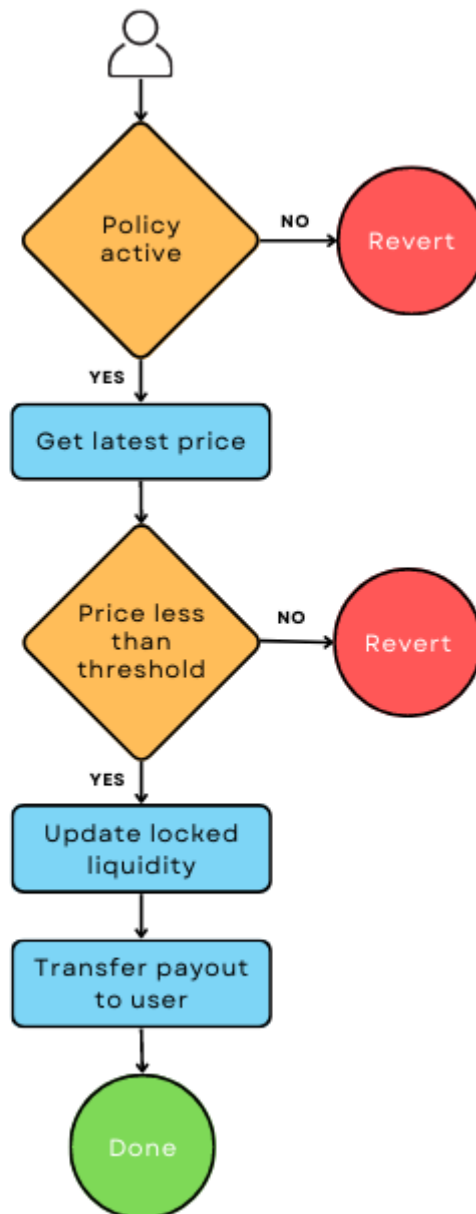 Policy
active
NO
Revert
YES
Get latest price
Price less
than
threshold
NO
Revert
YES
Update locked
liquidity
Transfer payout
to user
Done